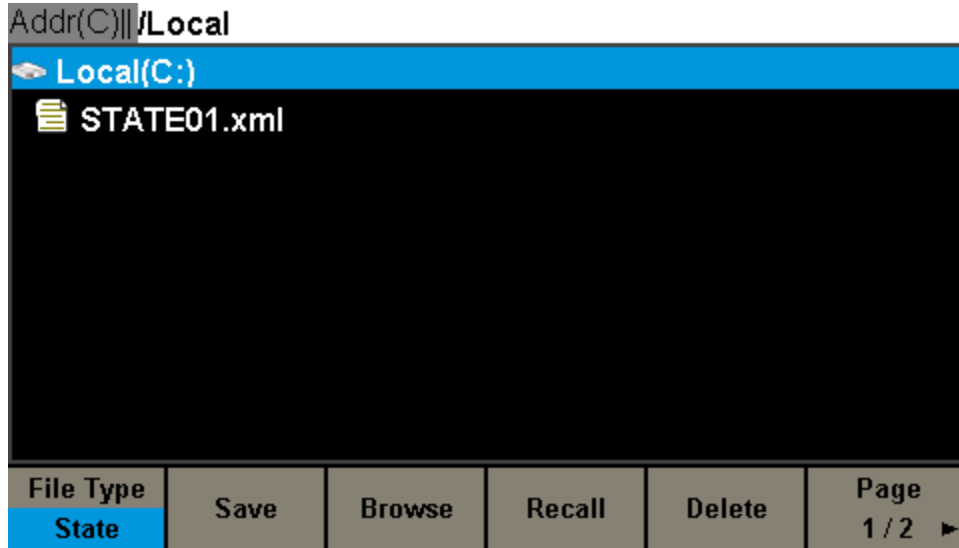 Addr(C)|| /Local
Local(C:)
STATE01.xml
File Type
State
Save
Browse
Recall
Delete
Page
1 / 2